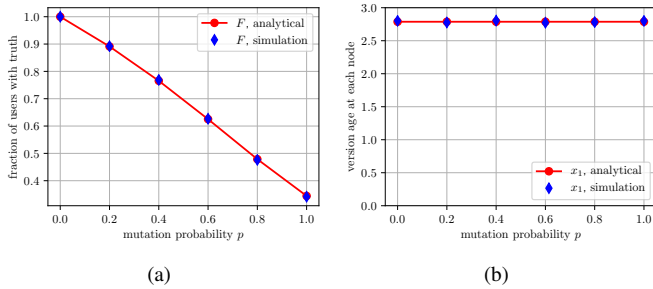 fraction of users with truth
1.0
0.9
0.8
0.7
0.6
0.5
0.4
F, analytical
F, simulation
0.0 0.2 0.4 0.6 0.8 1.0
mutation probability p
(a)
version age at each node
3.0
2.5
2.0
1.5
1.0
0.5
0.0
x₁, analytical
x₁, simulation
0.0 0.2 0.4 0.6 0.8 1.0
mutation probability p
(b)